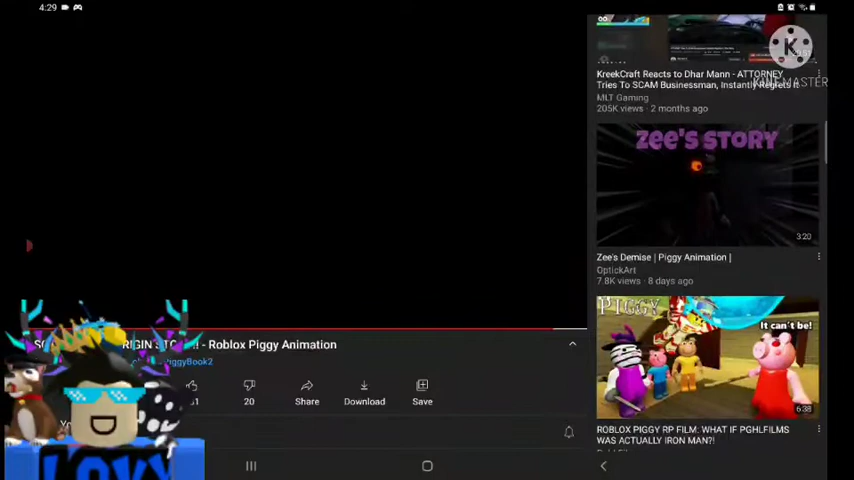 4:29
KreekCraft Reacts to Dhar Mann - ATTORNEY
Tries To SCAM Businessman, Instantly Regrets It
MLT Gaming
205K views · 2 months ago
K
KINEMASTER
ZEE'S STORY
3:20
Zee's Demise | Piggy Animation |
OptickArt
7.8K views · 8 days ago
PIGGY
It can't be!
6:38
ROBLOX PIGGY RP FILM: WHAT IF PGHLFILMS
WAS ACTUALLY IRON MAN?!
- Roblox Piggy Animation
iggyBook2
20
Share
Download
Save